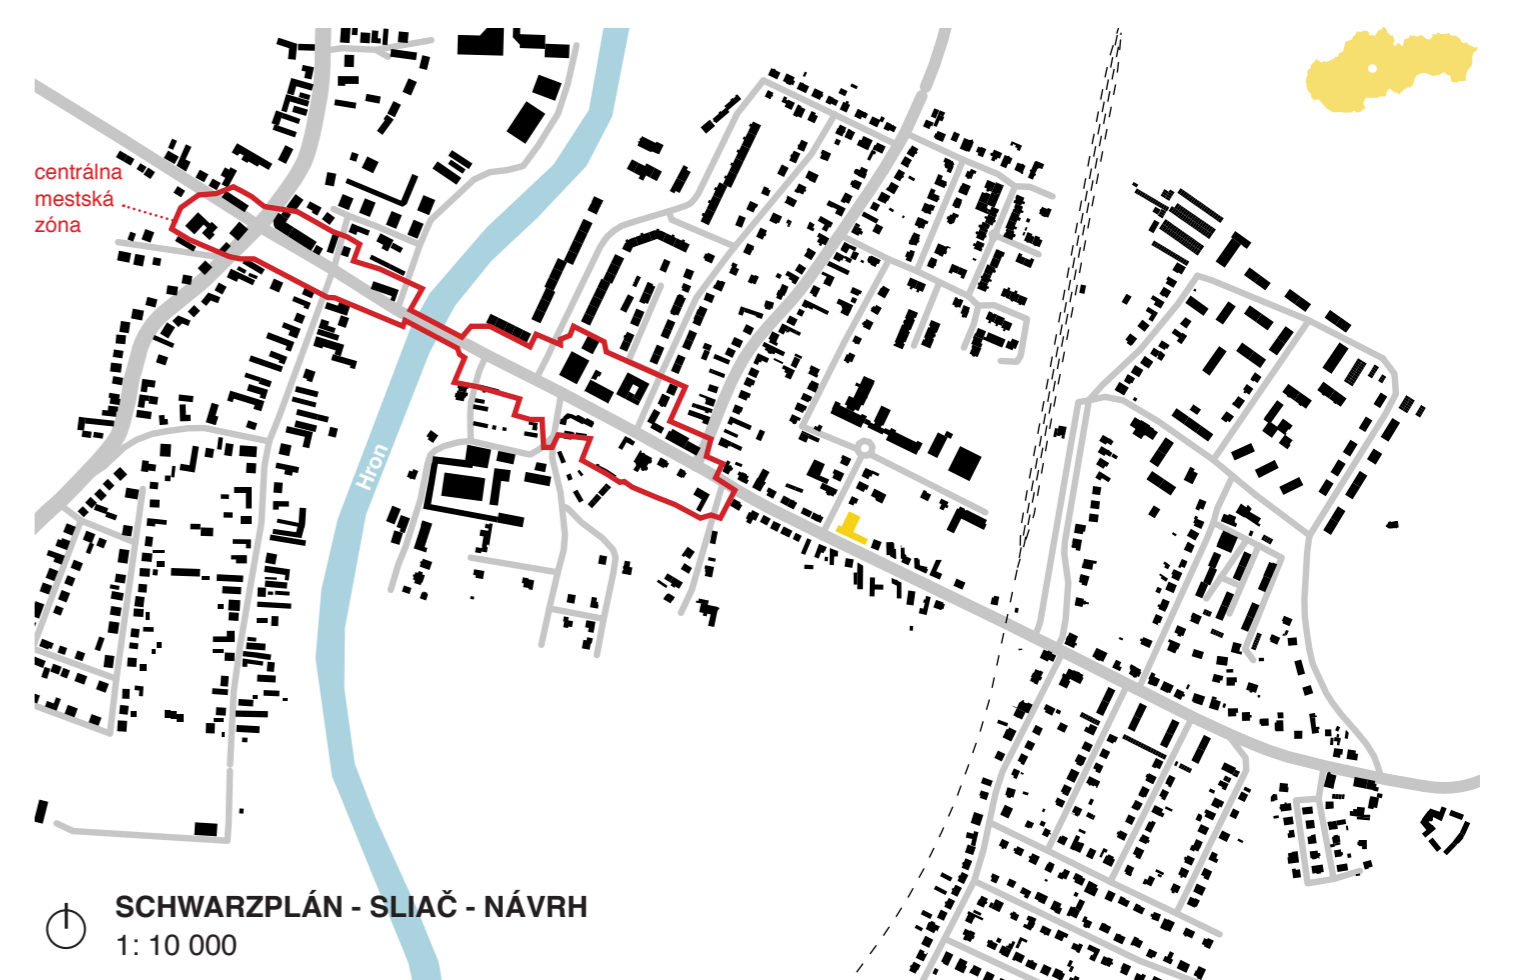 centrálna
mestská
zóna
Hron
SCHWARZPLÁN - SLIAČ - NÁVRH
1: 10 000